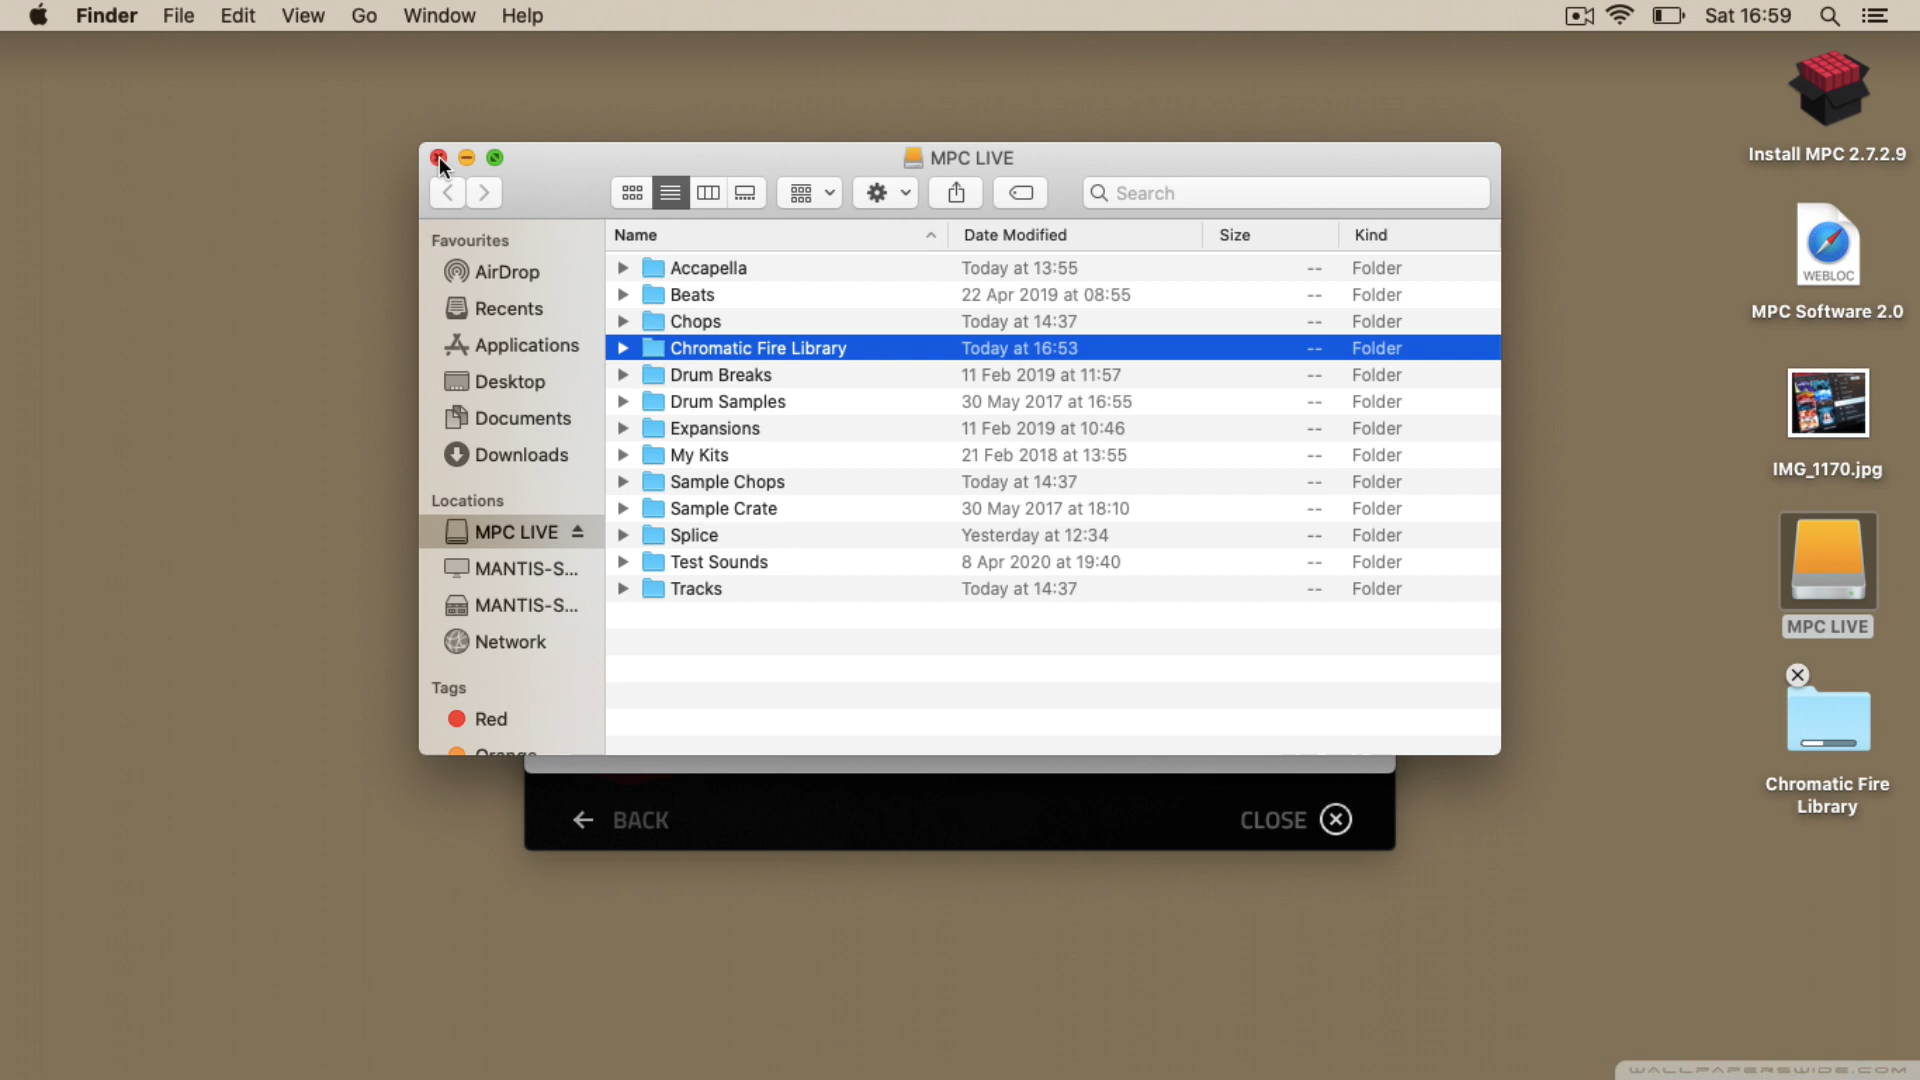 Finder File Edit View Go Window Help Sat 16:59
MPC LIVE
Search
Favourites
AirDrop
Recents
Applications
Desktop
Documents
Downloads
Locations
MPC LIVE
MANTIS-S...
MANTIS-S...
Network
Tags
Red
Orange
Name Date Modified Size Kind
Accapella Today at 13:55 -- Folder
Beats 22 Apr 2019 at 08:55 -- Folder
Chops Today at 14:37 -- Folder
Chromatic Fire Library Today at 16:53 -- Folder
Drum Breaks 11 Feb 2019 at 11:57 -- Folder
Drum Samples 30 May 2017 at 16:55 -- Folder
Expansions 11 Feb 2019 at 10:46 -- Folder
My Kits 21 Feb 2018 at 13:55 -- Folder
Sample Chops Today at 14:37 -- Folder
Sample Crate 30 May 2017 at 18:10 -- Folder
Splice Yesterday at 12:34 -- Folder
Test Sounds 8 Apr 2020 at 19:40 -- Folder
Tracks Today at 14:37 -- Folder
BACK CLOSE
Install MPC 2.7.2.9
WEBLOC
MPC Software 2.0
IMG_1170.jpg
MPC LIVE
Chromatic Fire
Library
WALLPAPERSWIDE.COM